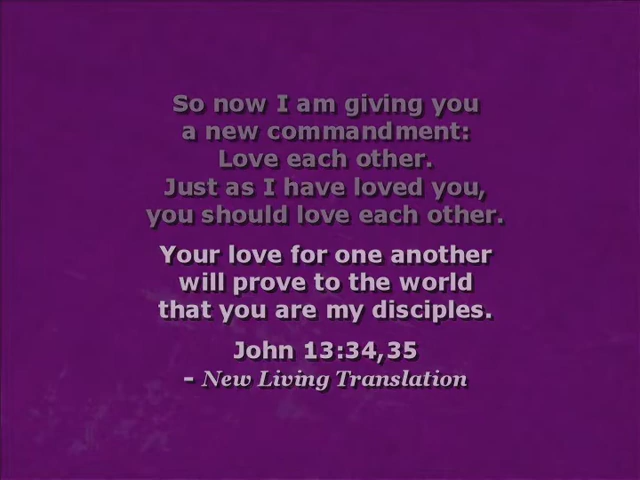 So now I am giving you
a new commandment:
Love each other.
Just as I have loved you,
you should love each other.
Your love for one another
will prove to the world
that you are my disciples.
John 13:34,35
- New Living Translation